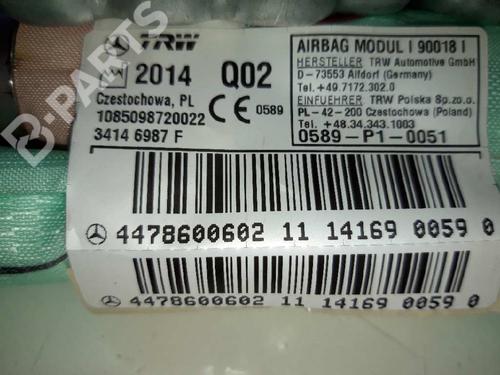 B-PARTS
TRW
2014 Q02
Czestochowa, PL
1085098720022
3414 6987 F
CE 0589
AIRBAG MODUL | 90018 |
HERSTELLER TRW Automotive GmbH
D-73553 Alfdorf (Germany)
Tel.+49.7172.302.0
EINFUEHRER TRW Polska Sp.zo.o.
PL-42-200 Czestochowa (Poland)
Tel.+48.34.343.1003
0589-P1-0051
4478600602 11 14169 0059 0
4478600602 11 14169 0059 0